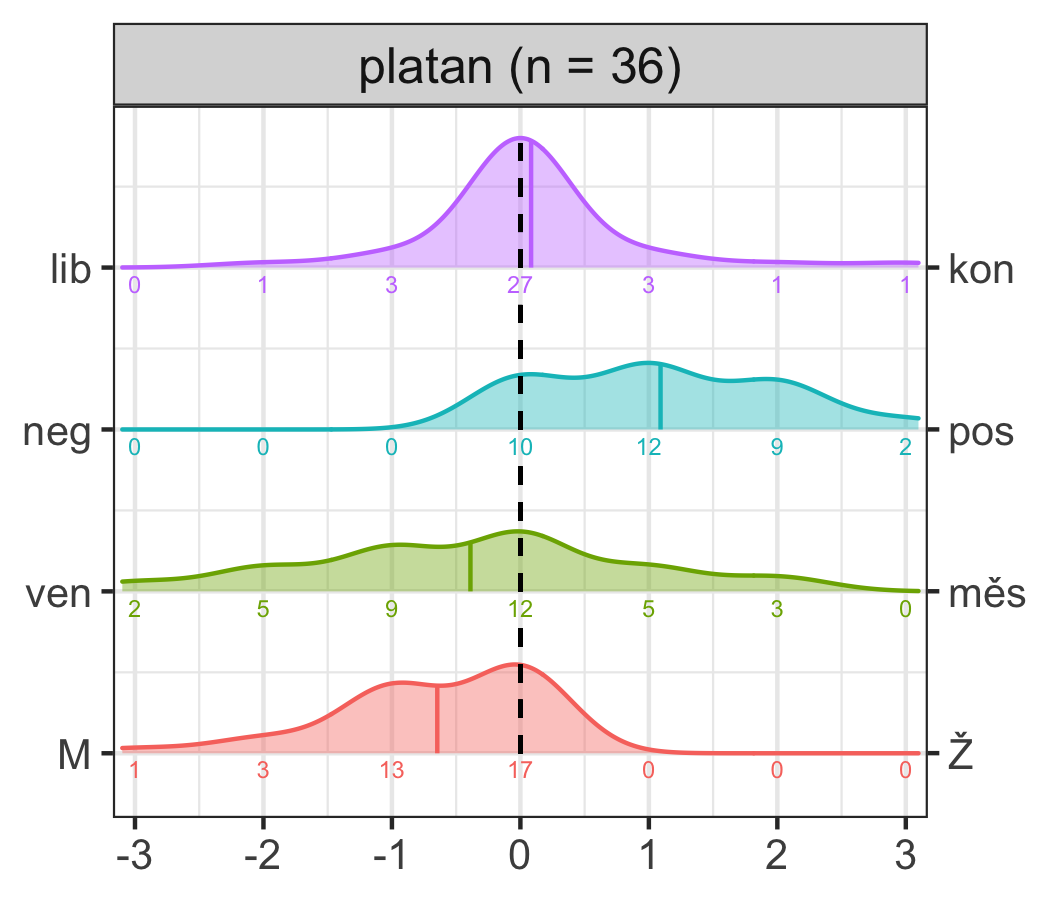 platan (n = 36)
lib kon
0 1 3 27 3 1 1
neg pos
0 0 0 10 12 9 2
ven měs
2 5 9 12 5 3 0
M Ž
1 3 13 17 0 0 0
-3 -2 -1 0 1 2 3